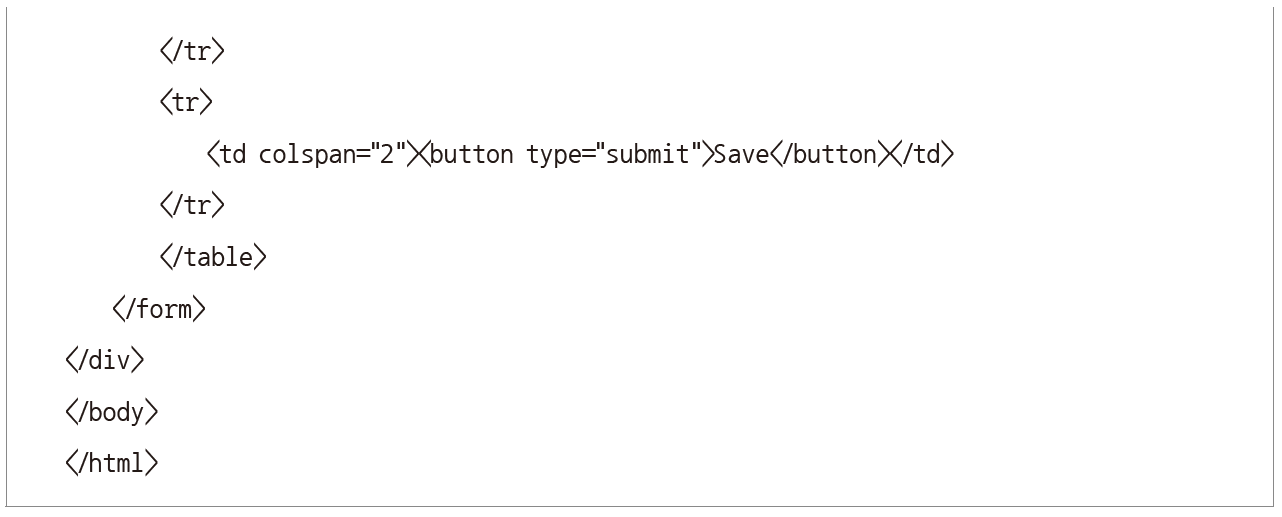 </tr>
<tr>
<td colspan="2"><button type="submit">Save</button></td>
</tr>
</table>
</form>
</div>
</body>
</html>